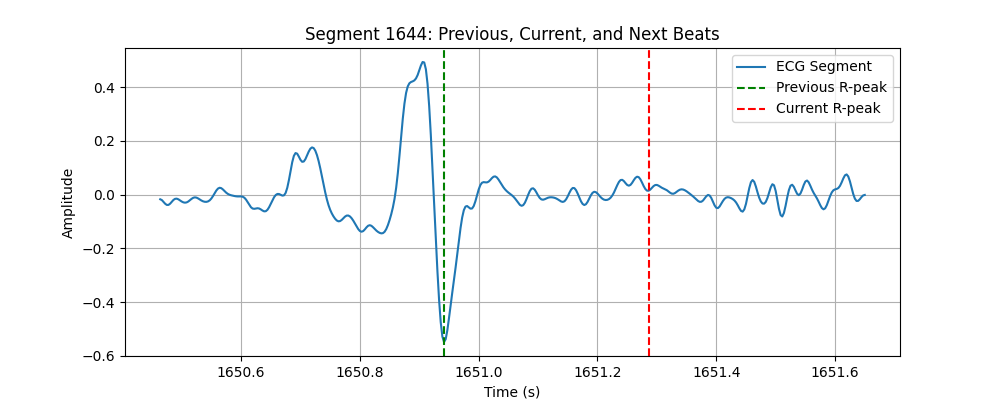 Segment 1644: Previous, Current, and Next Beats
ECG Segment
Previous R-peak
Current R-peak
0.4
0.2
0.0
−0.2
−0.4
−0.6
Amplitude
1650.6 1650.8 1651.0 1651.2 1651.4 1651.6
Time (s)